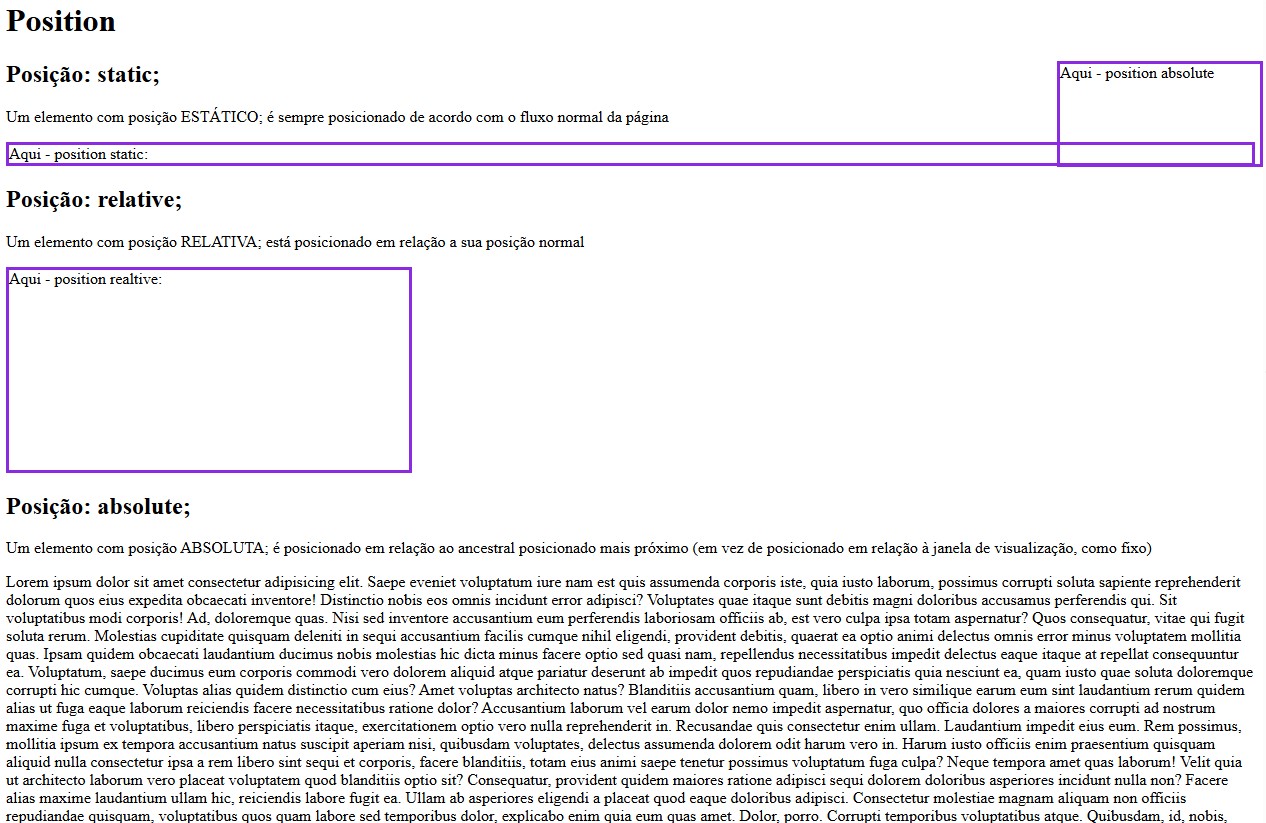 Position
Posição: static;
Aqui - position absolute
Um elemento com posição ESTÁTICO; é sempre posicionado de acordo com o fluxo normal da página
Aqui - position static:
Posição: relative;
Um elemento com posição RELATIVA; está posicionado em relação a sua posição normal
Aqui - position realtive:
Posição: absolute;
Um elemento com posição ABSOLUTA; é posicionado em relação ao ancestral posicionado mais próximo (em vez de posicionado em relação à janela de visualização, como fixo)
Lorem ipsum dolor sit amet consectetur adipisicing elit. Saepe eveniet voluptatum iure nam est quis assumenda corporis iste, quia iusto laborum, possimus corrupti soluta sapiente reprehenderit
dolorum quos eius expedita obcaecati inventore! Distinctio nobis eos omnis incidunt error adipisci? Voluptates quae itaque sunt debitis magni doloribus accusamus perferendis qui. Sit
voluptatibus modi corporis! Ad, doloremque quas. Nisi sed inventore accusantium eum perferendis laboriosam officiis ab, est vero culpa ipsa totam aspernatur? Quos consequatur, vitae qui fugit
soluta rerum. Molestias cupiditate quisquam deleniti in sequi accusantium facilis cumque nihil eligendi, provident debitis, quaerat ea optio animi delectus omnis error minus voluptatem mollitia
quas. Ipsam quidem obcaecati laudantium ducimus nobis molestias hic dicta minus facere optio sed quasi nam, repellendus necessitatibus impedit delectus eaque itaque at repellat consequuntur
ea. Voluptatum, saepe ducimus eum corporis commodi vero dolorem aliquid atque pariatur deserunt ab impedit quos repudiandae perspiciatis quia nesciunt ea, quam iusto quae soluta doloremque
corrupti hic cumque. Voluptas alias quidem distinctio cum eius? Amet voluptas architecto natus? Blanditiis accusantium quam, libero in vero similique earum eum sint laudantium rerum quidem
alias ut fuga eaque laborum reiciendis facere necessitatibus ratione dolor? Accusantium laborum vel earum dolor nemo impedit aspernatur, quo officia dolores a maiores corrupti ad nostrum
maxime fuga et voluptatibus, libero perspiciatis itaque, exercitationem optio vero nulla reprehenderit in. Recusandae quis consectetur enim ullam. Laudantium impedit eius eum. Rem possimus,
mollitia ipsum ex tempora accusantium natus suscipit aperiam nisi, quibusdam voluptates, delectus assumenda dolorem odit harum vero in. Harum iusto officiis enim praesentium quisquam
aliquid nulla consectetur ipsa a rem libero sint sequi et corporis, facere blanditiis, totam eius animi saepe tenetur possimus voluptatum fuga culpa? Neque tempora amet quas laborum! Velit quia
ut architecto laborum vero placeat voluptatem quod blanditiis optio sit? Consequatur, provident quidem maiores ratione adipisci sequi dolorem doloribus asperiores incidunt nulla non? Facere
alias maxime laudantium ullam hic, reiciendis labore fugit ea. Ullam ab asperiores eligendi a placeat quod eaque doloribus adipisci. Consectetur molestiae magnam aliquam non officiis
repudiandae quisquam, voluptatibus quos quam labore sed temporibus dolor, explicabo enim quia eum quas amet. Dolor, porro. Corrupti temporibus voluptatibus atque. Quibusdam, id, nobis,